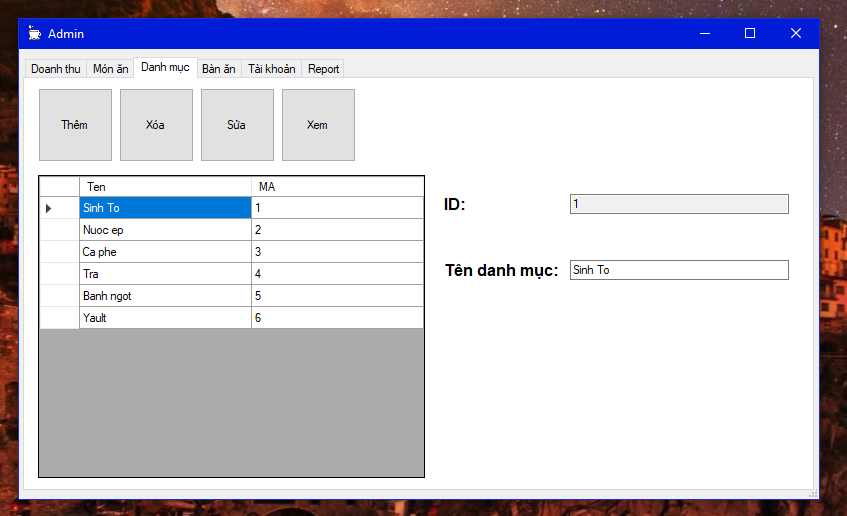 Admin
Doanh thu Món ăn Danh mục Bàn ăn Tài khoản Report
Thêm Xóa Sửa Xem
Ten MA
Sinh To 1
Nuoc ep 2
Ca phe 3
Tra 4
Banh ngot 5
Yault 6
ID: 1
Tên danh mục: Sinh To